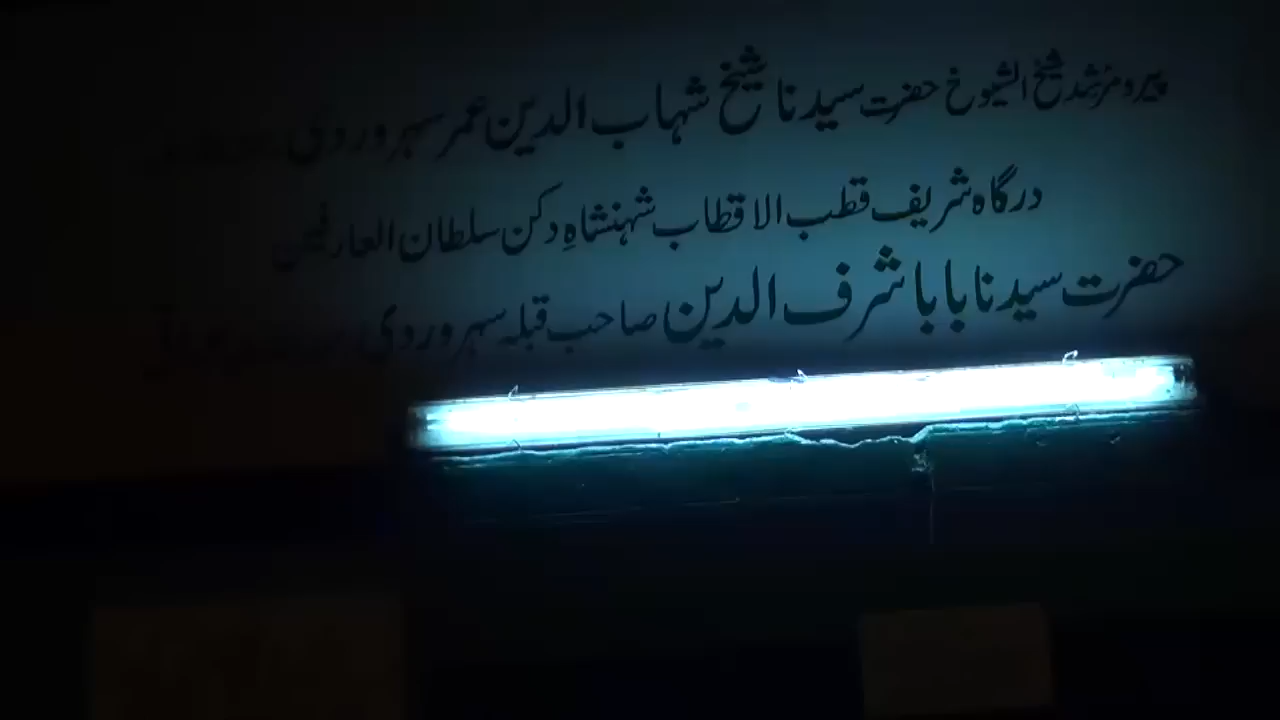 پیر و مرشد شیخ الشیوخ حضرت سیدنا شیخ شہاب الدین عمر سہروردی
درگاہ شریف قطب الاقطاب شہنشاہِ دکن سلطان العارفین
حضرت سیدنا بابا شرف الدین صاحب قبلہ سہروردی